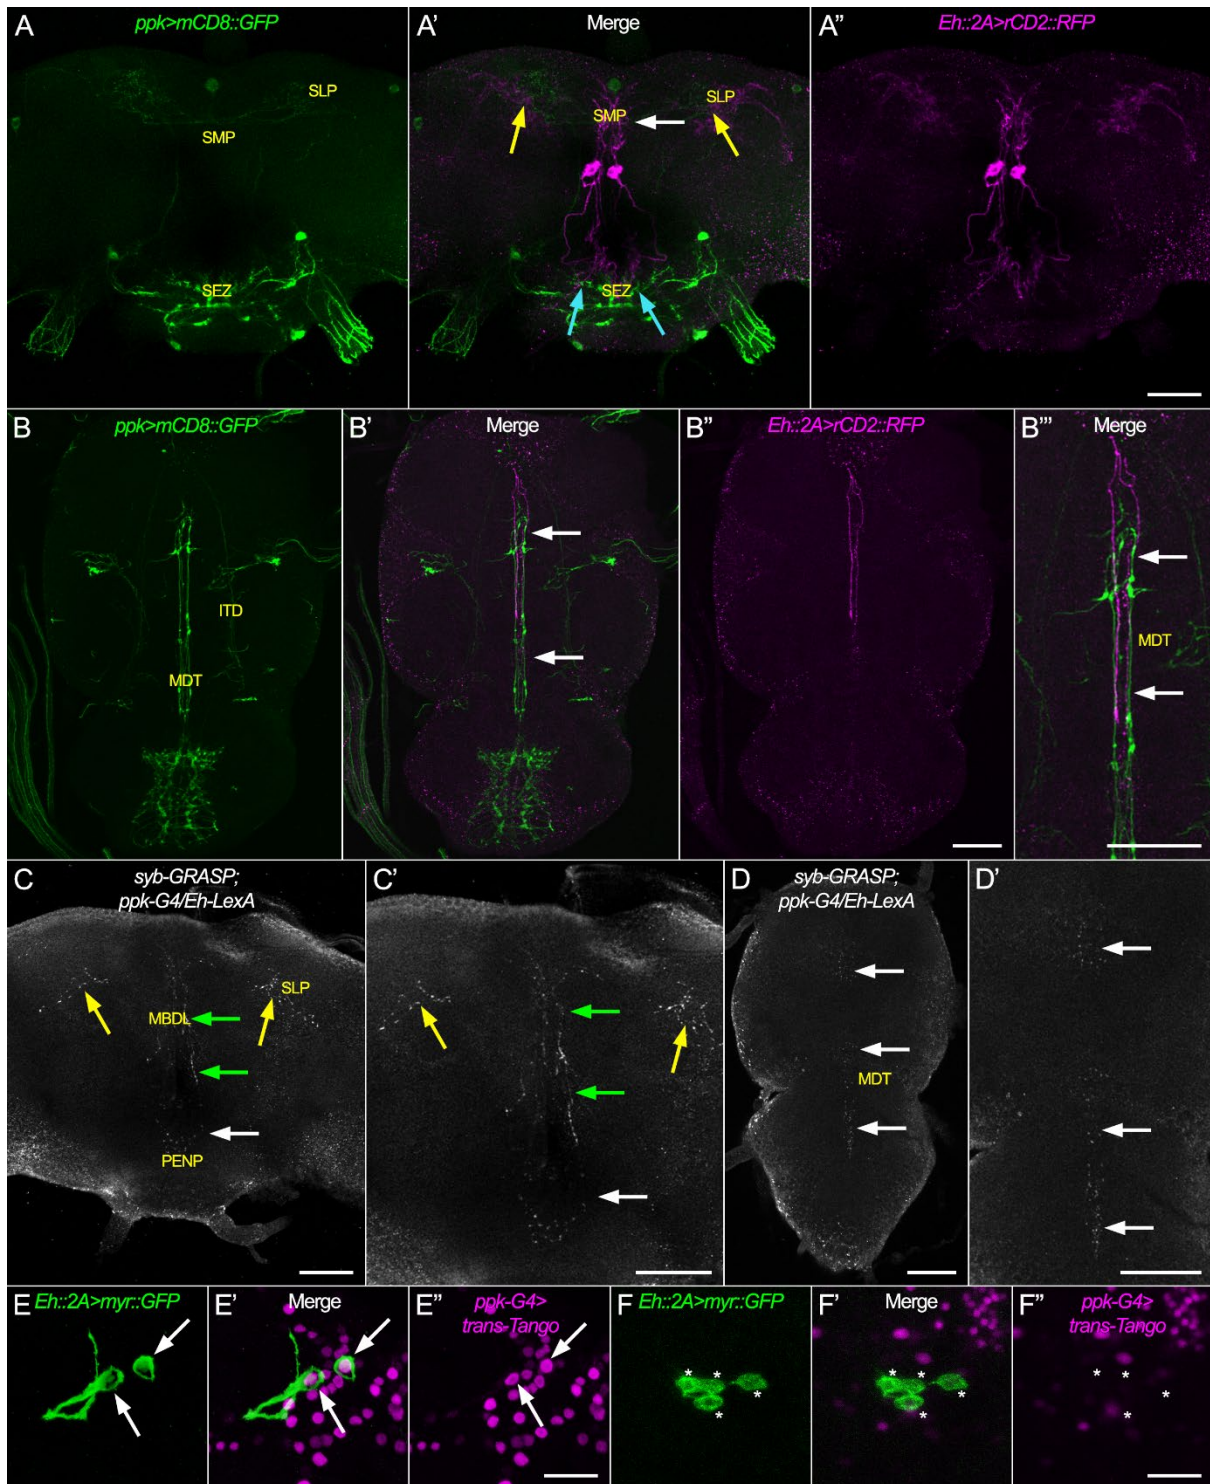 A
ppk>mCD8::GFP
SLP
SMP
SEZ
A'
Merge
SLP
SMP
SEZ
A"
Eh::2A>rCD2::RFP
B
ppk>mCD8::GFP
ITD
MDT
B'
Merge
B"
Eh::2A>rCD2::RFP
B'"
Merge
MDT
C
syb-GRASP;
ppk-G4/Eh-LexA
SLP
MBDL
PENP
C'
D
syb-GRASP;
ppk-G4/Eh-LexA
MDT
D'
E
Eh::2A>myr::GFP
E'
Merge
E"
ppk-G4>
trans-Tango
F
Eh::2A>myr::GFP
* * * *
F'
Merge
* * * *
F"
ppk-G4>
trans-Tango
* * * *